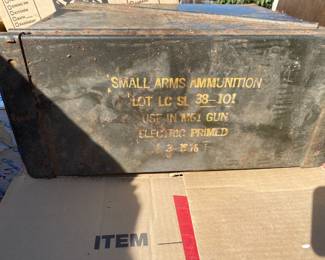 SMALL ARMS AMMUNITION
LOT LC SL 38-101
USE IN M61 GUN
ELECTRIC PRIMED
ITEM